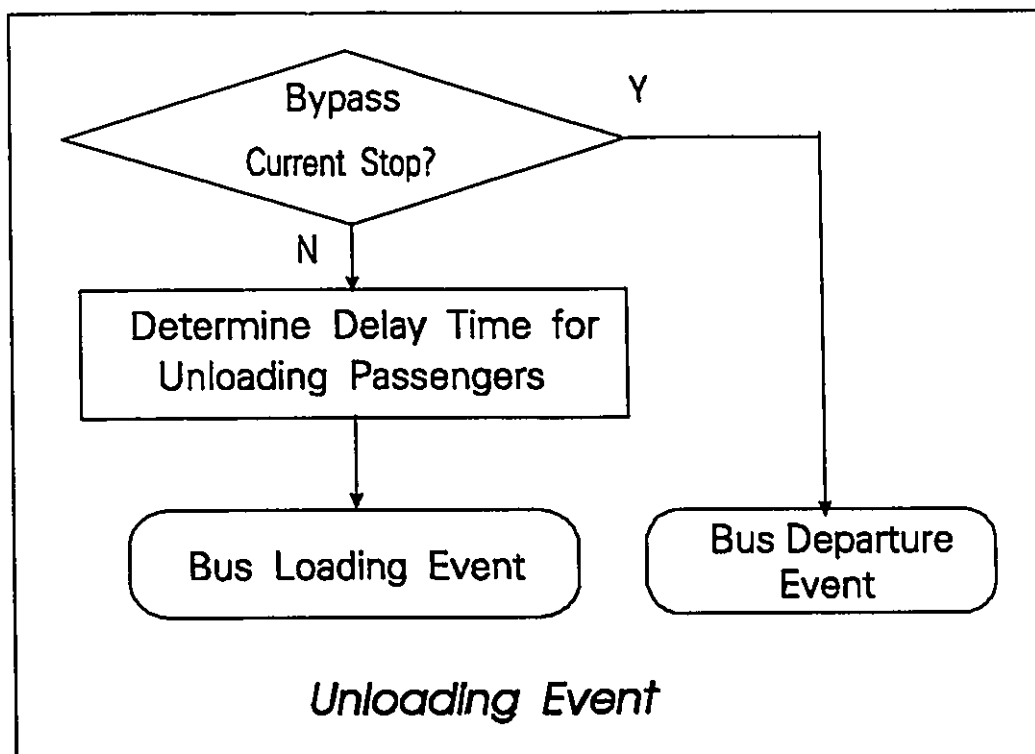 Bypass
Current Stop?
Y
N
Determine Delay Time for
Unloading Passengers
Bus Loading Event
Bus Departure
Event
Unloading Event